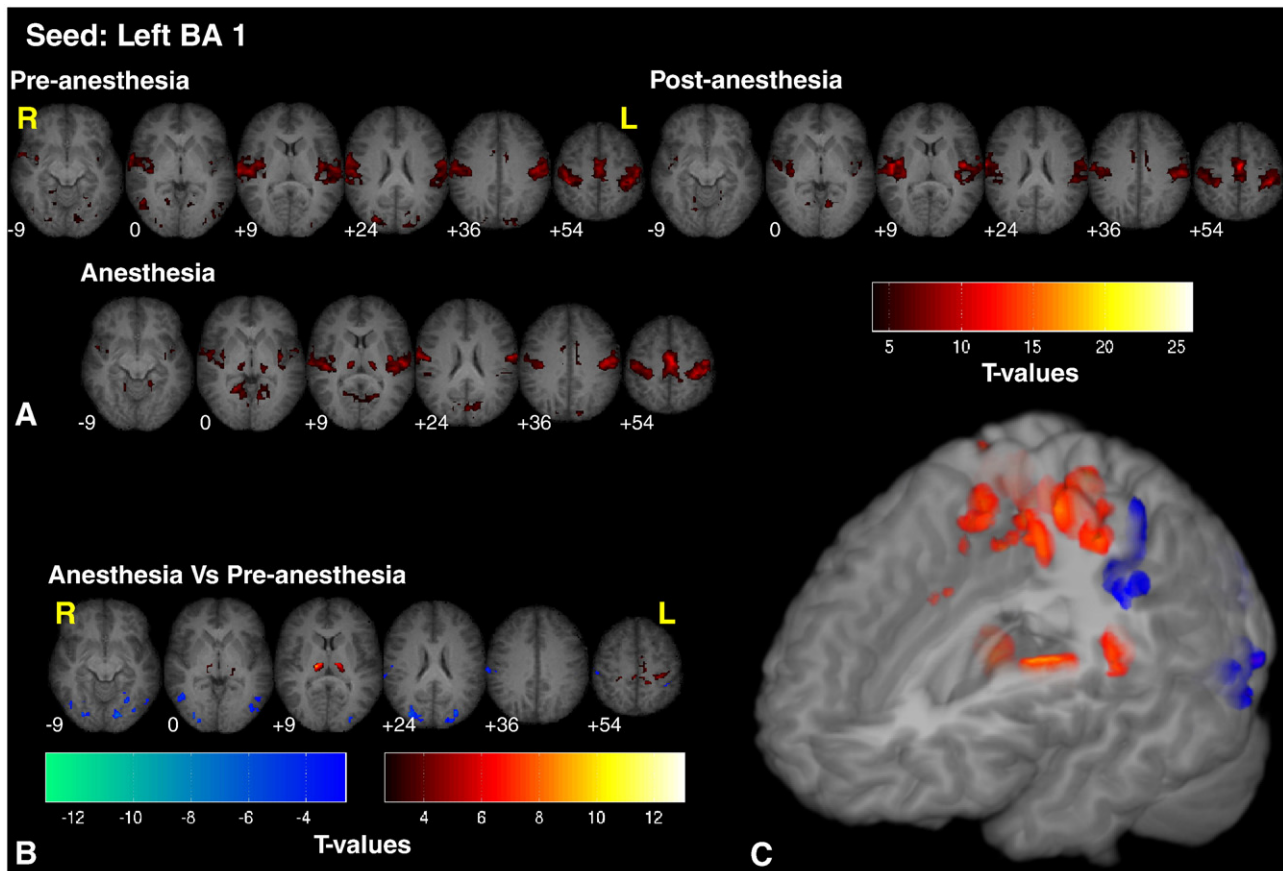 Seed: Left BA 1
Pre-anesthesia
Post-anesthesia
R
L
-9 0 +9 +24 +36 +54
-9 0 +9 +24 +36 +54
Anesthesia
5 10 15 20 25
T-values
A
-9 0 +9 +24 +36 +54
Anesthesia Vs Pre-anesthesia
R
L
-9 0 +9 +24 +36 +54
-12 -10 -8 -6 -4
4 6 8 10 12
T-values
B
C